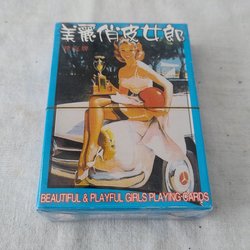 美麗俏皮女郎
BEAUTIFUL & PLAYFUL GIRLS PLAYING CARDS